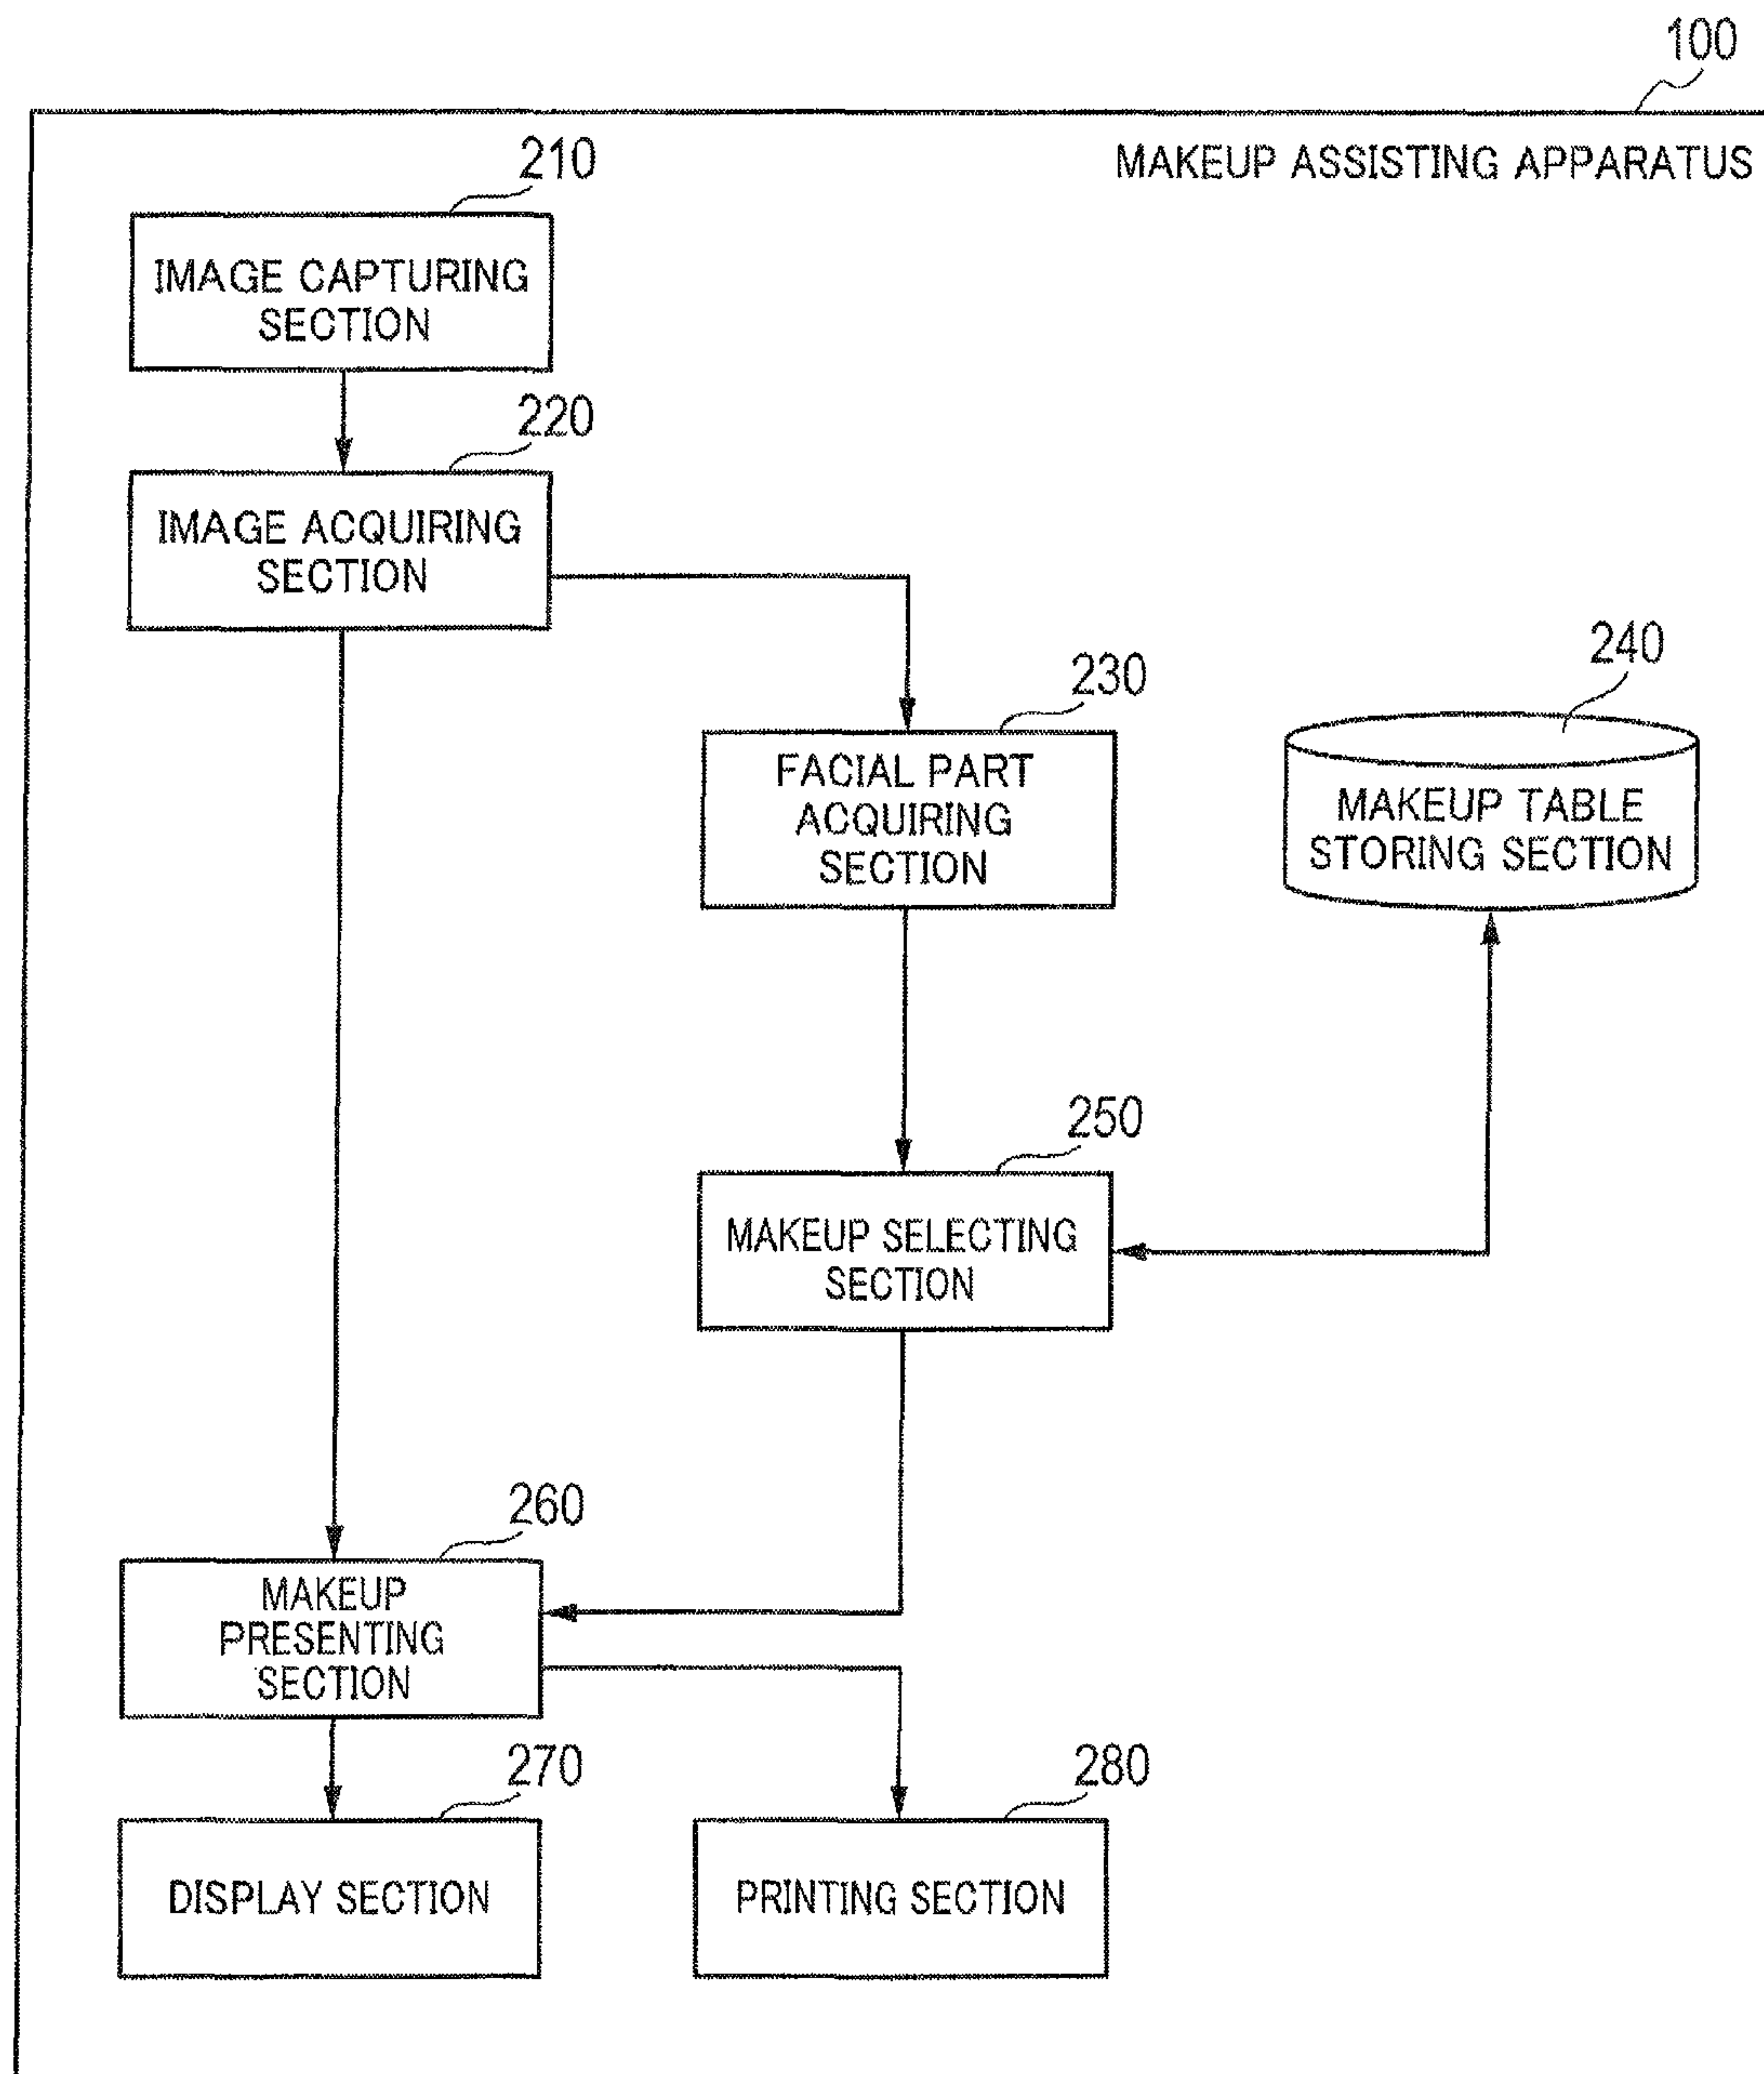 100
MAKEUP ASSISTING APPARATUS
210
IMAGE CAPTURING
SECTION
220
IMAGE ACQUIRING
SECTION
230
FACIAL PART
ACQUIRING
SECTION
240
MAKEUP TABLE
STORING SECTION
250
MAKEUP SELECTING
SECTION
260
MAKEUP
PRESENTING
SECTION
270
DISPLAY SECTION
280
PRINTING SECTION